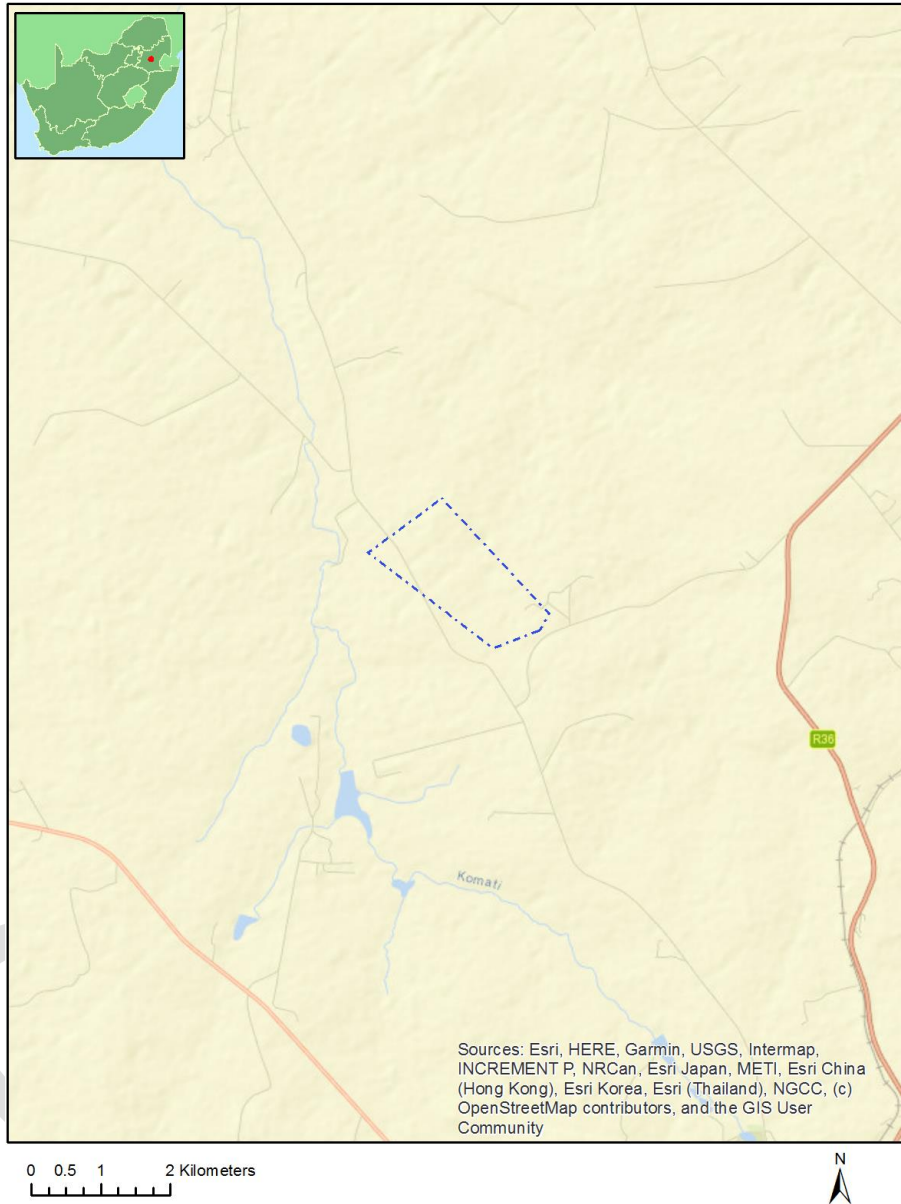 R36
Komati
Sources: Esri, HERE, Garmin, USGS, Intermap,
INCREMENT P, NRCan, Esri Japan, METI, Esri China
(Hong Kong), Esri Korea, Esri (Thailand), NGCC, (c)
OpenStreetMap contributors, and the GIS User
Community
0 0.5 1 2 Kilometers
N